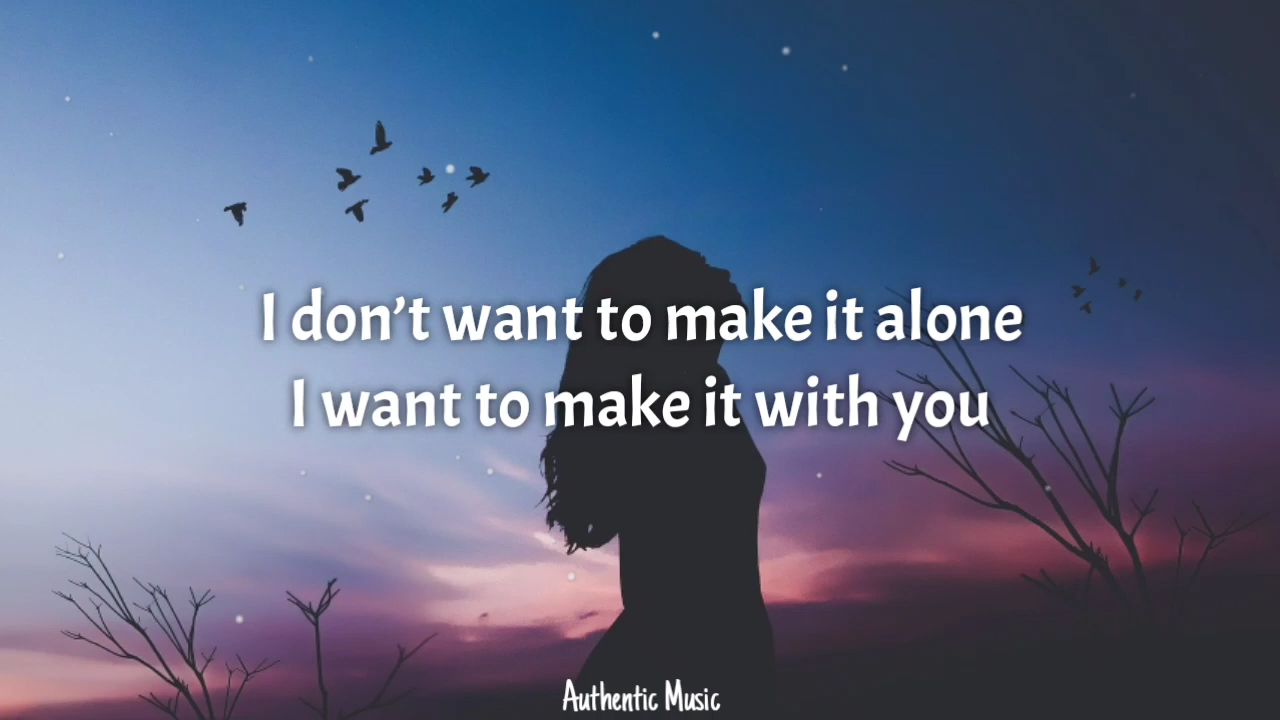 I don’t want to make it alone
I want to make it with you
Authentic Music